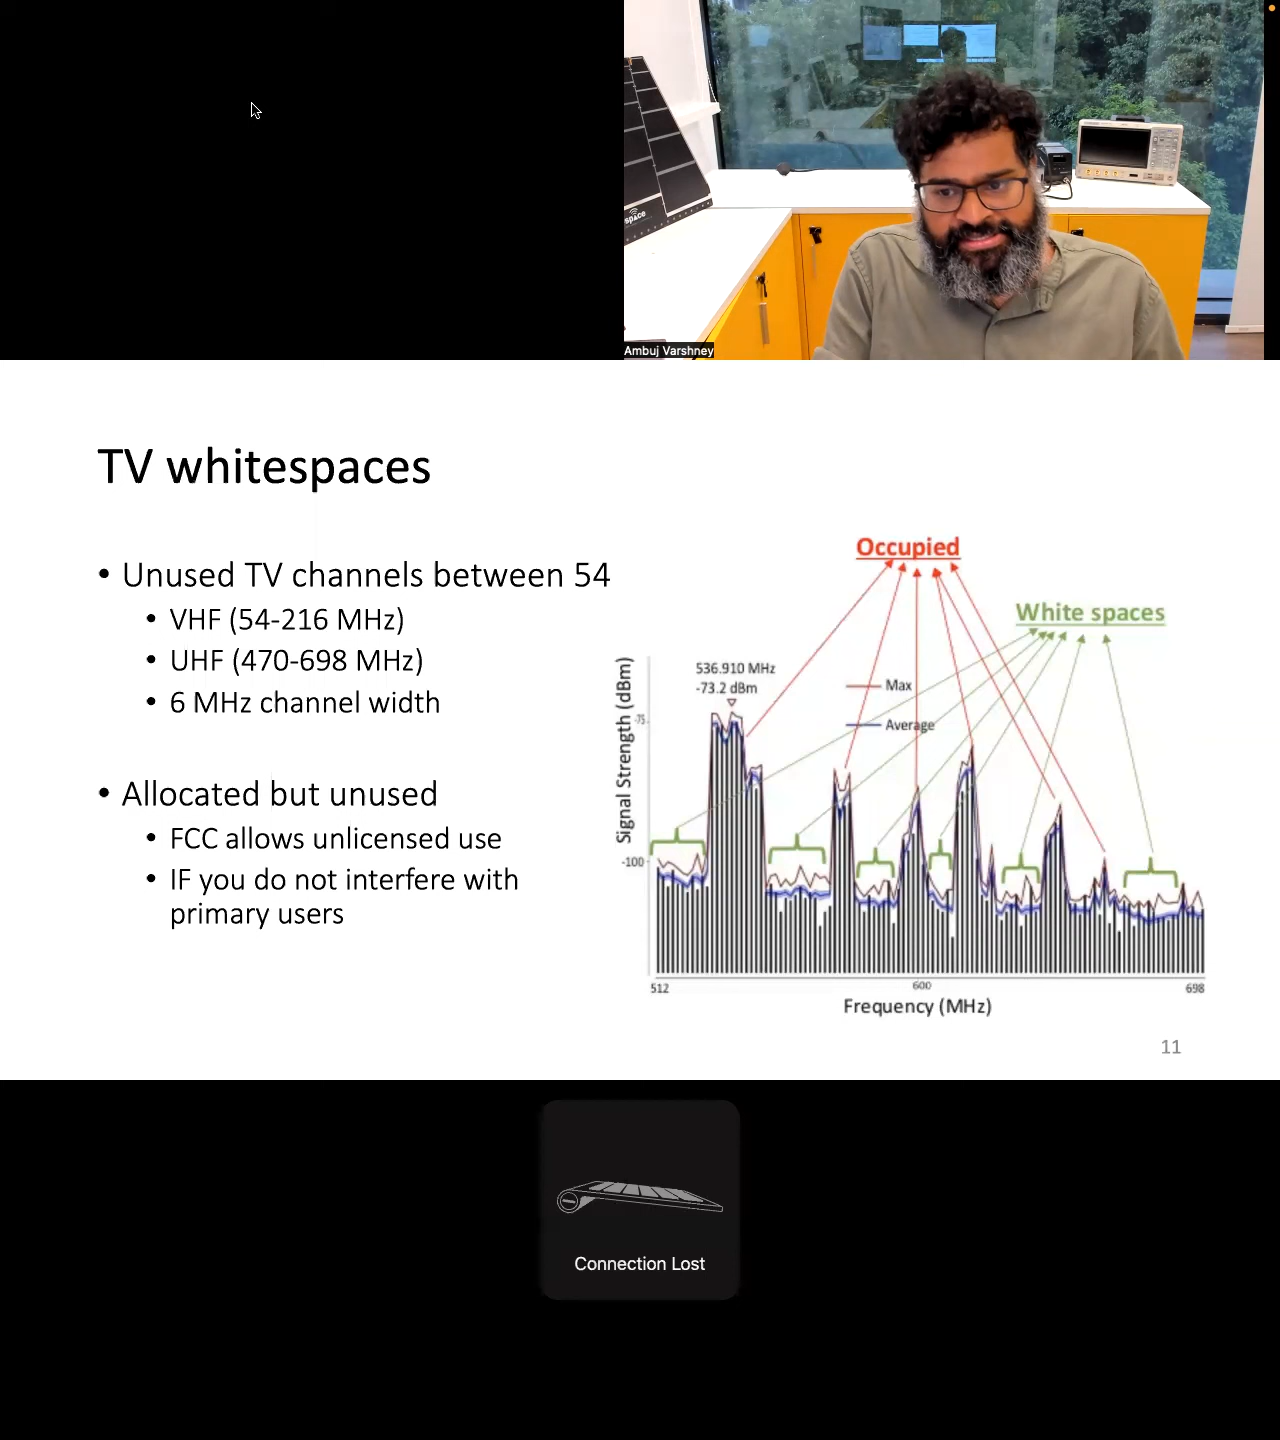 space
Ambuj Varshney
TV whitespaces
• Unused TV channels between 54
• VHF (54-216 MHz)
• UHF (470-698 MHz)
• 6 MHz channel width
• Allocated but unused
• FCC allows unlicensed use
• IF you do not interfere with
primary users
Occupied
White spaces
536.910 MHz
-73.2 dBm
Max
Average
Signal Strength (dBm)
-75
-100
512
600
698
Frequency (MHz)
11
Connection Lost